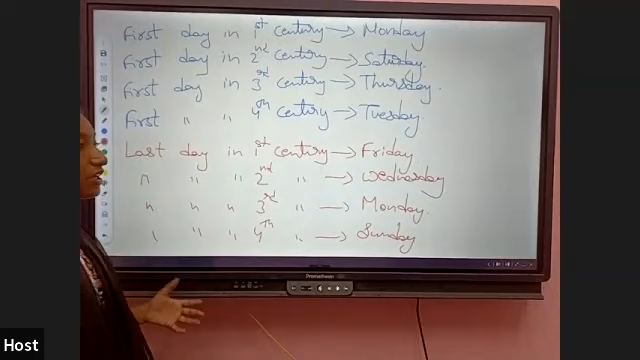 First day in 1st century → Monday
First day in 2nd century → Saturday.
First day in 3rd century → Thursday.
First " " 4th century → Tuesday.
Last day in 1st century → Friday
" " " 2nd " → Wednesday
" " " 3rd → Monday.
" " " 4th " → Sunday
Promethean
Host